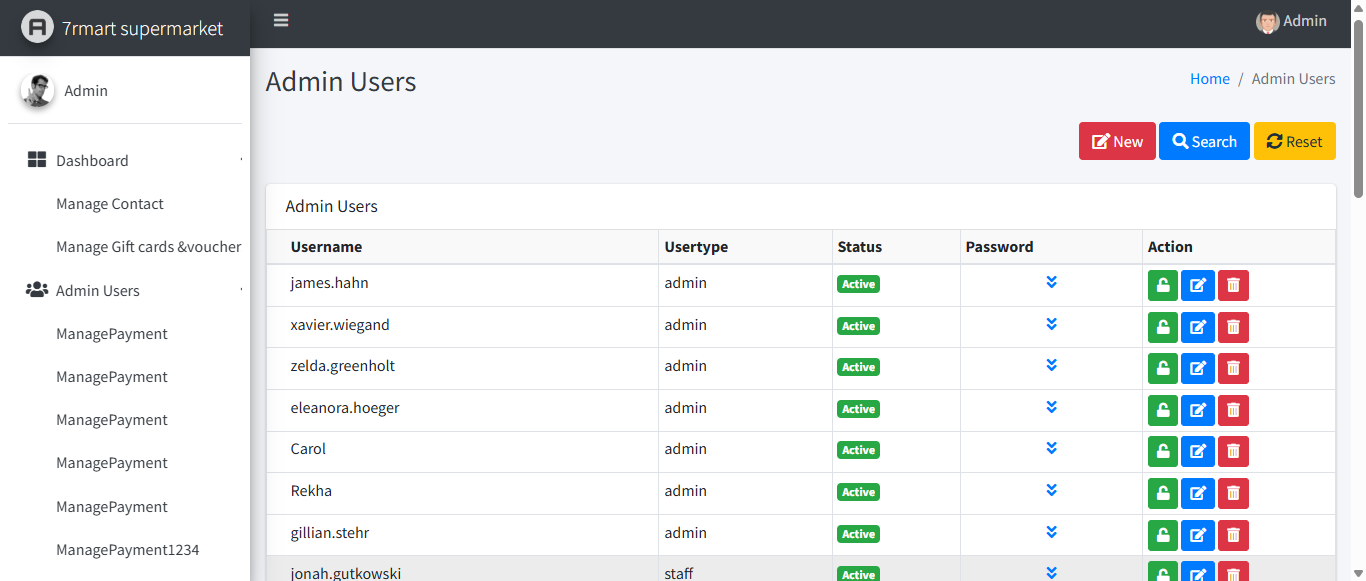 7rmart supermarket
Admin
Admin
Dashboard
Manage Contact
Manage Gift cards &voucher
Admin Users
ManagePayment
ManagePayment
ManagePayment
ManagePayment
ManagePayment
ManagePayment1234
Admin Users
Home / Admin Users
New Search Reset
Admin Users
Username Usertype Status Password Action
james.hahn admin Active
xavier.wiegand admin Active
zelda.greenholt admin Active
eleanora.hoeger admin Active
Carol admin Active
Rekha admin Active
gillian.stehr admin Active
jonah.gutkowski staff Active